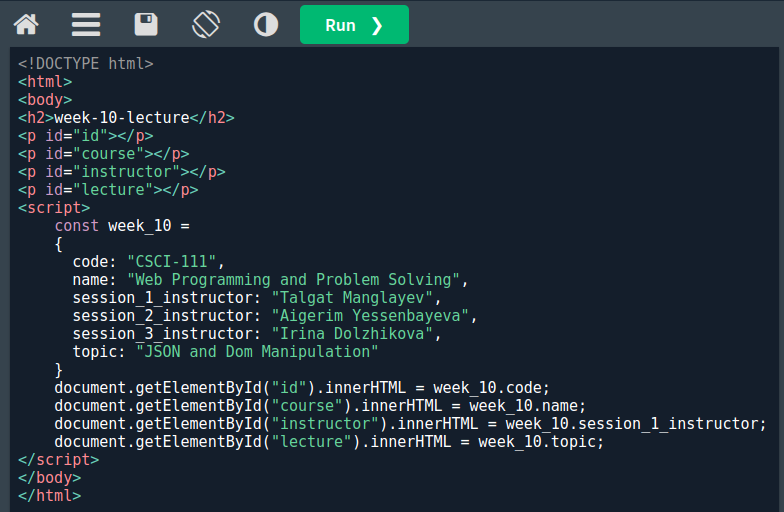 Run ❯
<!DOCTYPE html>
<html>
<body>
<h2>week-10-lecture</h2>
<p id="id"></p>
<p id="course"></p>
<p id="instructor"></p>
<p id="lecture"></p>
<script>
    const week_10 =
    {
      code: "CSCI-111",
      name: "Web Programming and Problem Solving",
      session_1_instructor: "Talgat Manglayev",
      session_2_instructor: "Aigerim Yessenbayeva",
      session_3_instructor: "Irina Dolzhikova",
      topic: "JSON and Dom Manipulation"
    }
    document.getElementById("id").innerHTML = week_10.code;
    document.getElementById("course").innerHTML = week_10.name;
    document.getElementById("instructor").innerHTML = week_10.session_1_instructor;
    document.getElementById("lecture").innerHTML = week_10.topic;
</script>
</body>
</html>